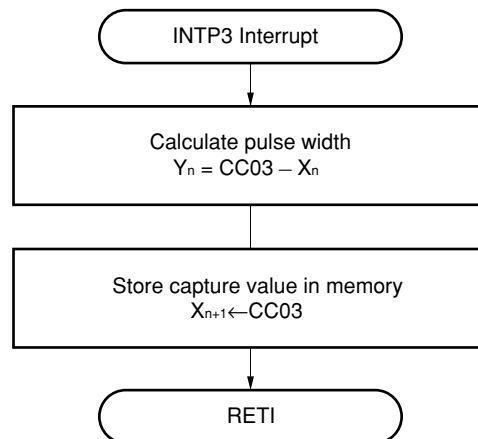 INTP3 Interrupt
Calculate pulse width
Yn = CC03 – Xn
Store capture value in memory
Xn+1←CC03
RETI